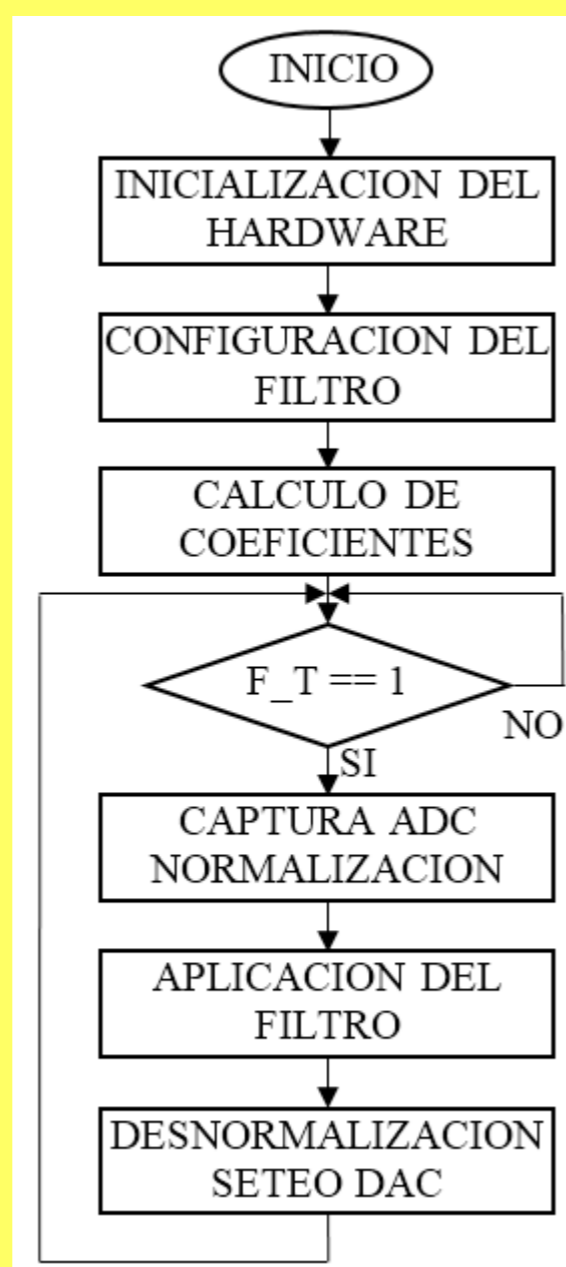 INICIO
INICIALIZACION DEL
HARDWARE
CONFIGURACION DEL
FILTRO
CALCULO DE
COEFICIENTES
F_T == 1
NO
SI
CAPTURA ADC
NORMALIZACION
APLICACION DEL
FILTRO
DESNORMALIZACION
SETEO DAC